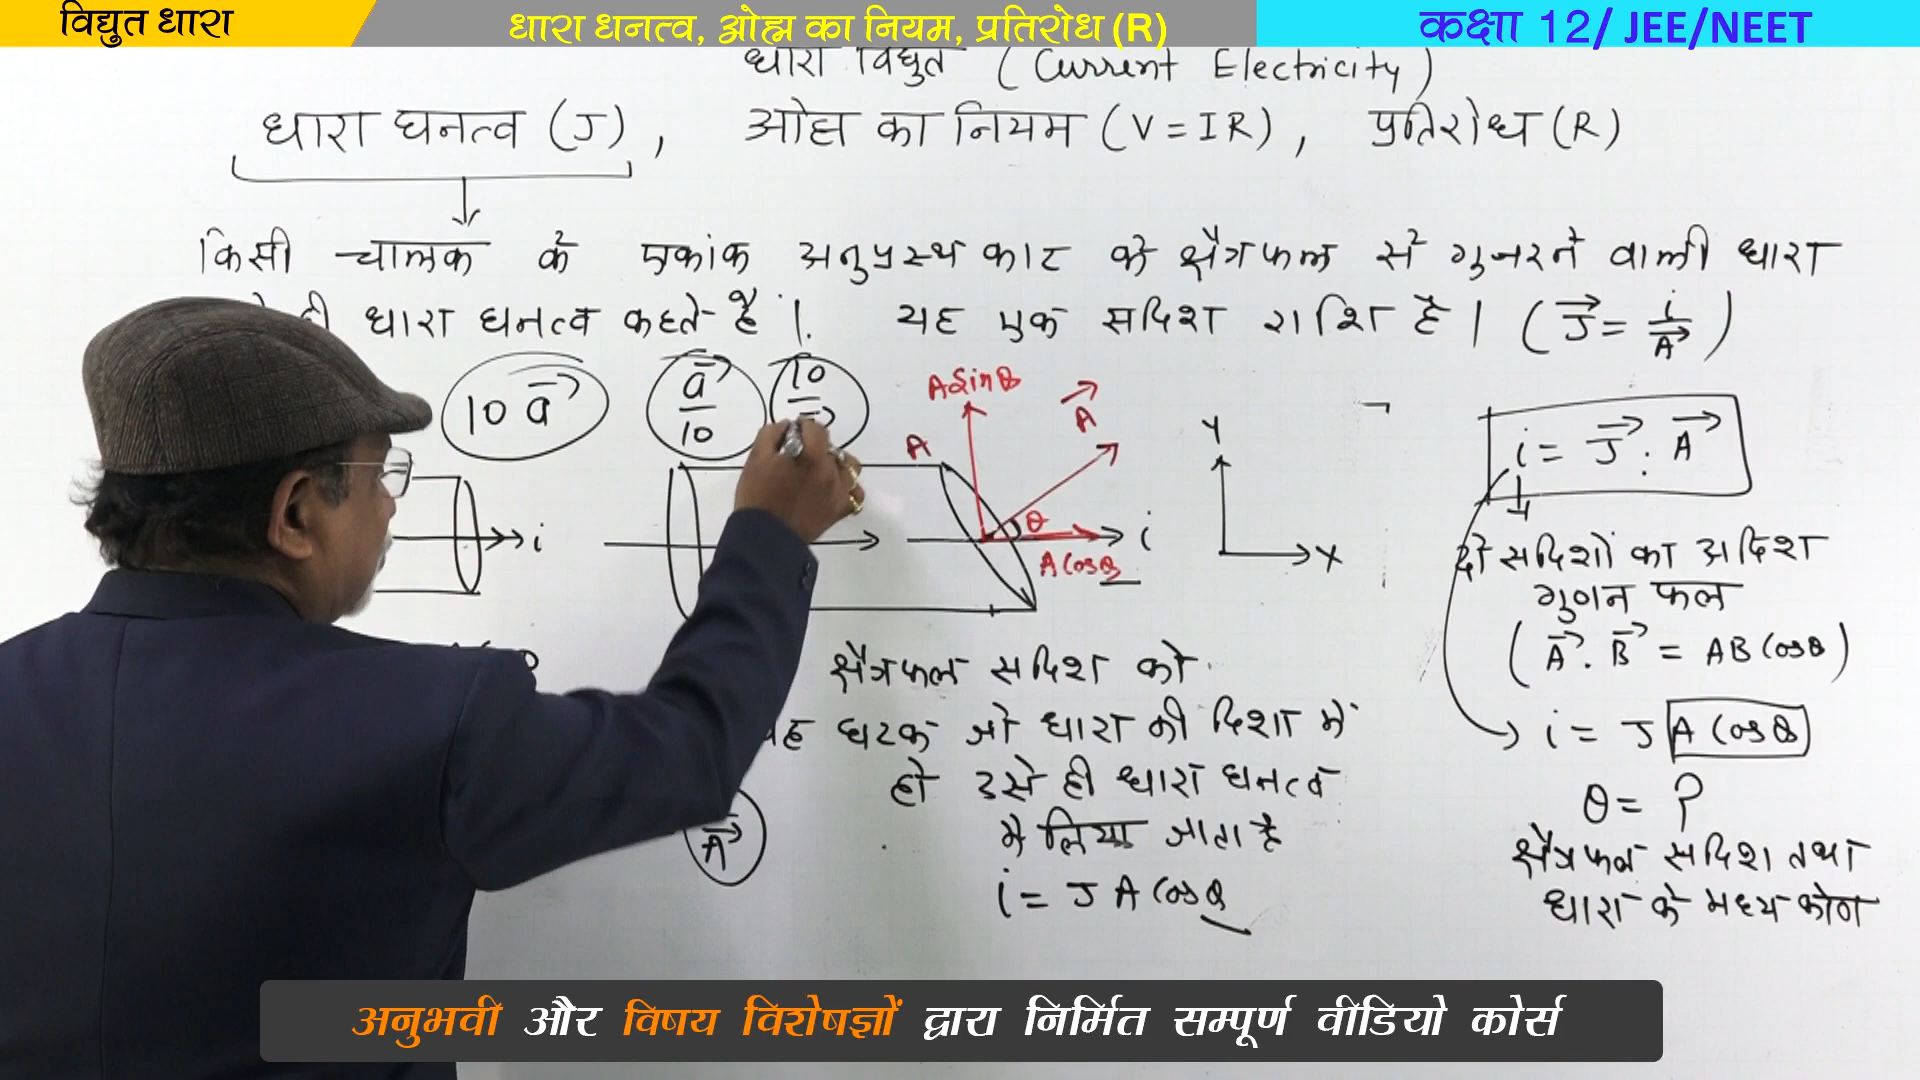 विद्युत धारा
धारा घनत्व, ओह्म का नियम, प्रतिरोध (R)
कक्षा 12/ JEE/NEET
धारा विद्युत (Current Electricity)
धारा घनत्व (J), ओह्म का नियम (V = IR), प्रतिरोध (R)
किसी चालक के एकांक अनुप्रस्थ काट के क्षेत्रफल से गुजरने वाली धारा
ही धारा घनत्व कहते है । यह एक सदिश राशि है । (J⃗ = i/A⃗)
10 a⃗
a⃗/10
10
A Sinθ
A⃗
A
θ
i
A Cosθ
i
Y
X
i = J⃗ . A⃗
दो सदिशों का अदिश
गुणन फल
(A⃗ . B⃗ = AB Cosθ)
i = J A Cosθ
θ = ?
क्षेत्रफल सदिश तथा
धारा के मध्य कोण
क्षेत्रफल सदिश को
वह घटक जो धारा की दिशा मे
हो उसे ही धारा घनत्व
मे लिया जाता है
A⃗
i = J A Cosθ
अनुभवी और विषय विशेषज्ञों द्वारा निर्मित सम्पूर्ण वीडियो कोर्स